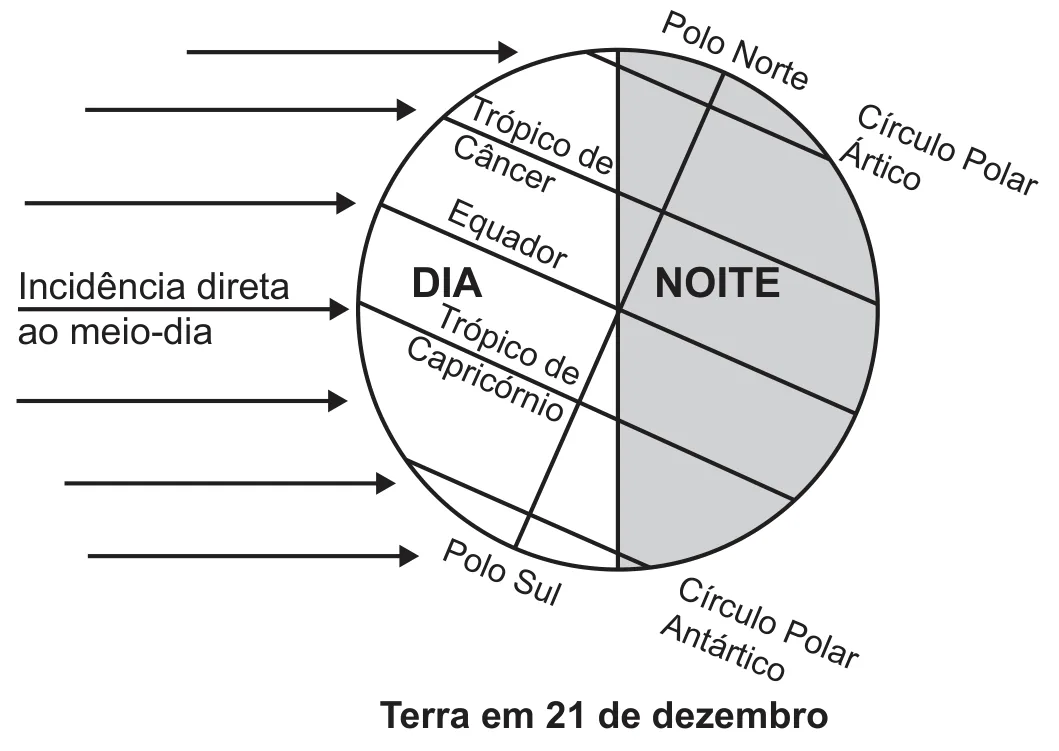 Polo Norte
Círculo Polar
Ártico
Trópico de
Câncer
Equador
DIA
NOITE
Incidência direta
ao meio-dia
Trópico de
Capricórnio
Polo Sul
Círculo Polar
Antártico
Terra em 21 de dezembro